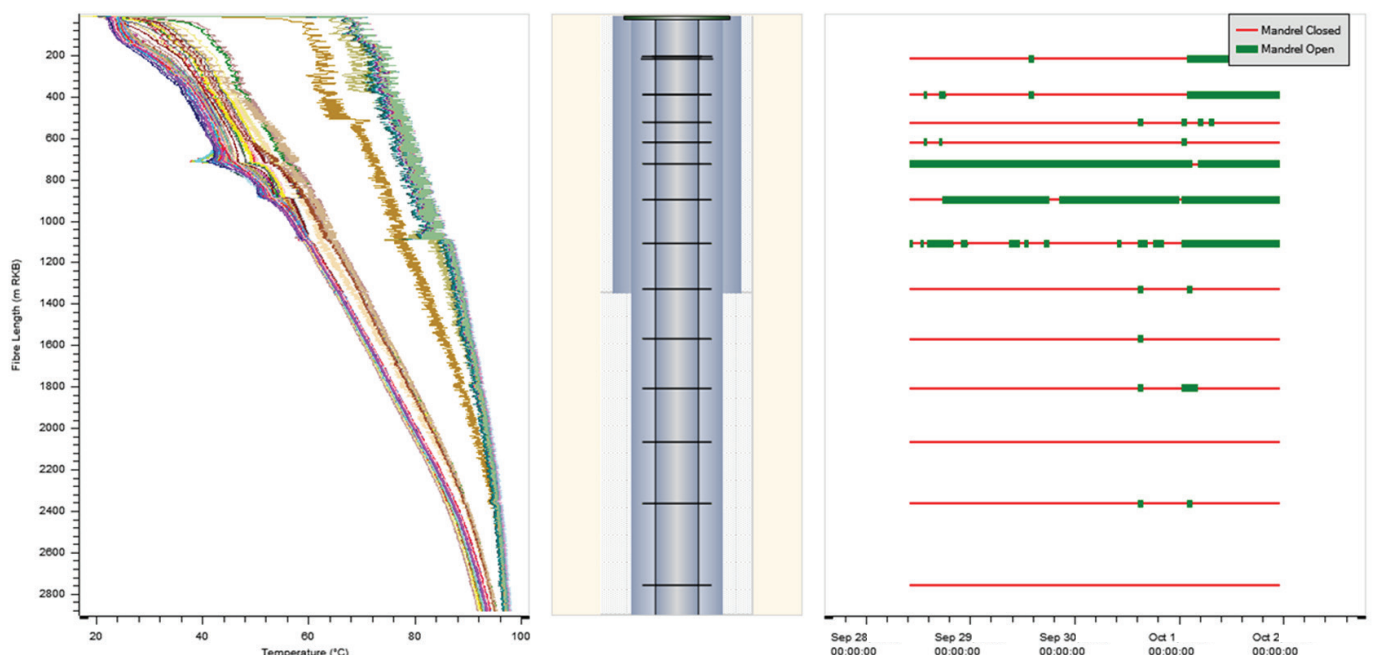 Fibre Length (m RKB)
200
400
600
800
1000
1200
1400
1600
1800
2000
2200
2400
2600
2800
20 40 60 80 100
Temperature (°C)
Mandrel Closed
Mandrel Open
Sep 28 Sep 29 Sep 30 Oct 1 Oct 2
00:00:00 00:00:00 00:00:00 00:00:00 00:00:00